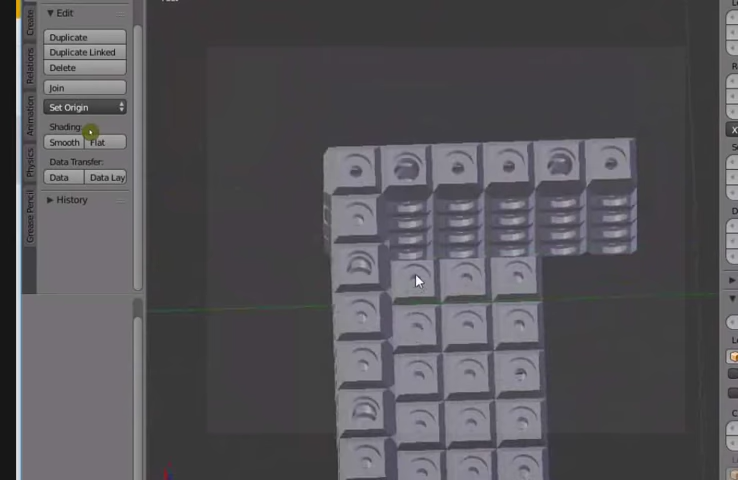 Edit
Duplicate
Duplicate Linked
Delete
Join
Set Origin
Shading:
Smooth Flat
Data Transfer:
Data Data Lay
History
Create
Relations
Animation
Physics
Grease Pencil